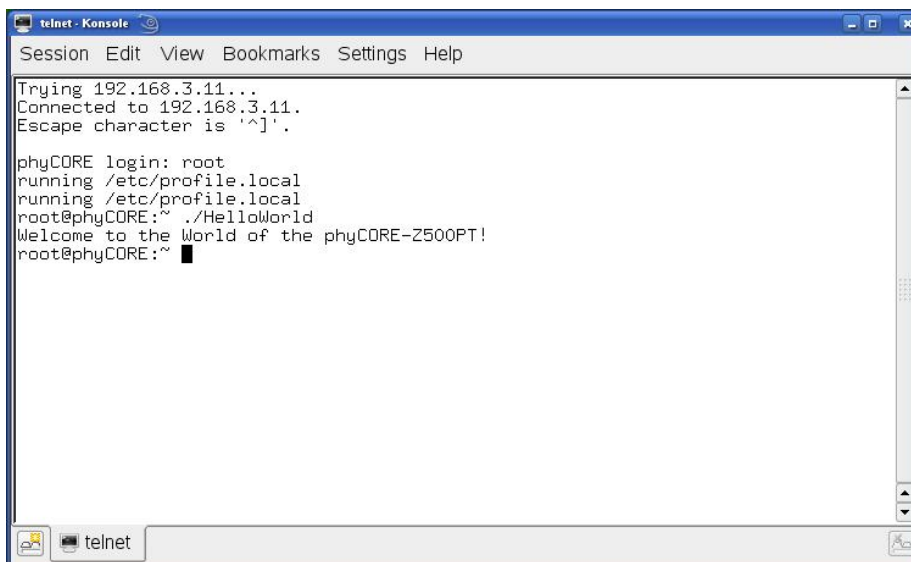 telnet - Konsole
Session Edit View Bookmarks Settings Help
Trying 192.168.3.11...
Connected to 192.168.3.11.
Escape character is '^]'.
phyCORE login: root
running /etc/profile.local
running /etc/profile.local
root@phyCORE:~ ./HelloWorld
Welcome to the World of the phyCORE-Z500PT!
root@phyCORE:~
telnet